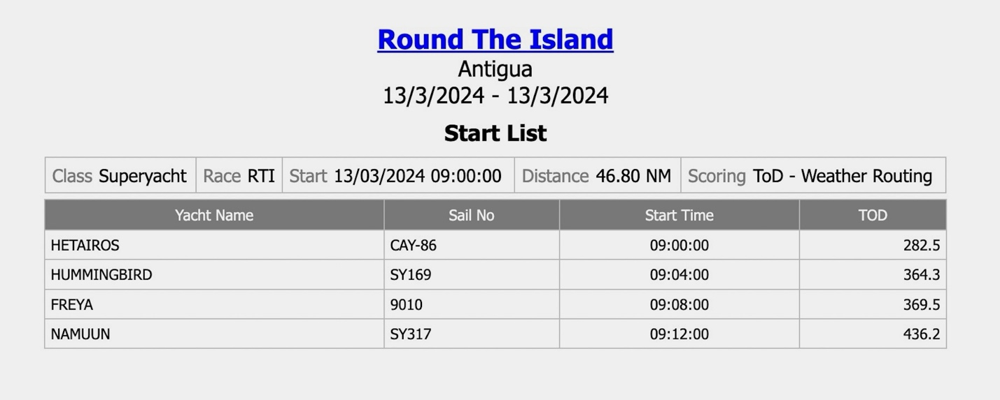 Round The Island
Antigua
13/3/2024 - 13/3/2024
Start List
Class Superyacht Race RTI Start 13/03/2024 09:00:00 Distance 46.80 NM Scoring ToD - Weather Routing
Yacht Name Sail No Start Time TOD
HETAIROS CAY-86 09:00:00 282.5
HUMMINGBIRD SY169 09:04:00 364.3
FREYA 9010 09:08:00 369.5
NAMUUN SY317 09:12:00 436.2